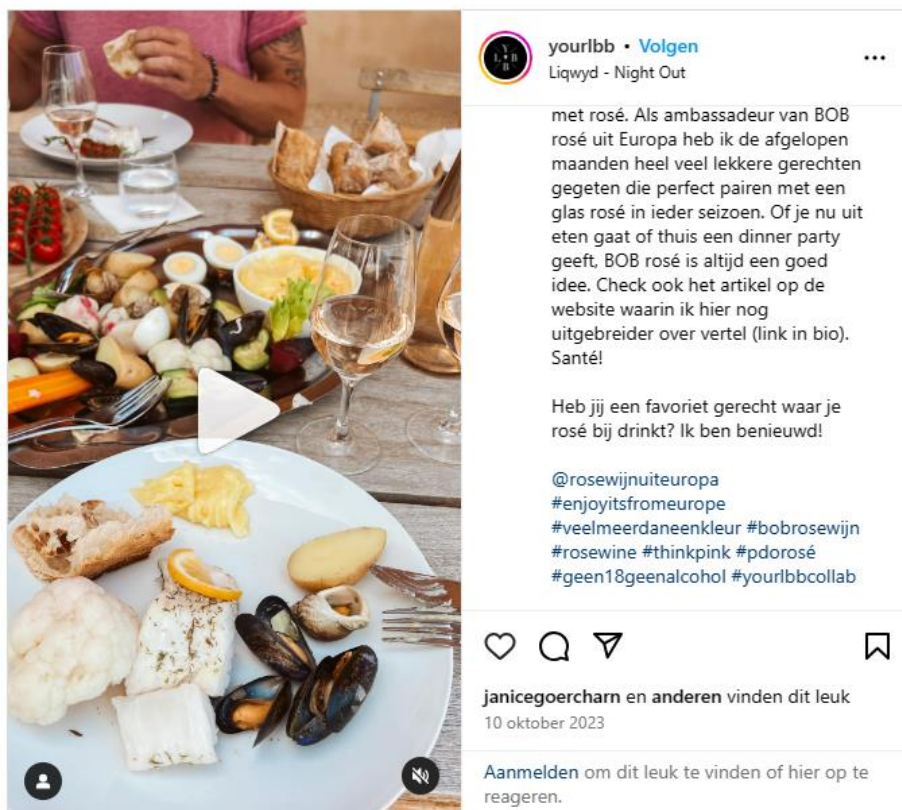 yourlbb • Volgen
Liqwyd - Night Out
met rosé. Als ambassadeur van BOB
rosé uit Europa heb ik de afgelopen
maanden heel veel lekkere gerechten
gegeten die perfect pairen met een
glas rosé in ieder seizoen. Of je nu uit
eten gaat of thuis een dinner party
geeft, BOB rosé is altijd een goed
idee. Check ook het artikel op de
website waarin ik hier nog
uitgebreider over vertel (link in bio).
Santé!
Heb jij een favoriet gerecht waar je
rosé bij drinkt? Ik ben benieuwd!
@rosewijnuiteuropa
#enjoyitsfromeurope
#veelmeerdaneenkleur #bobrosewijn
#rosewine #thinkpink #pdorosé
#geen18geenalcohol #yourlbbcollab
janicegoercharn en anderen vinden dit leuk
10 oktober 2023
Aanmelden om dit leuk te vinden of hier op te
reageren.